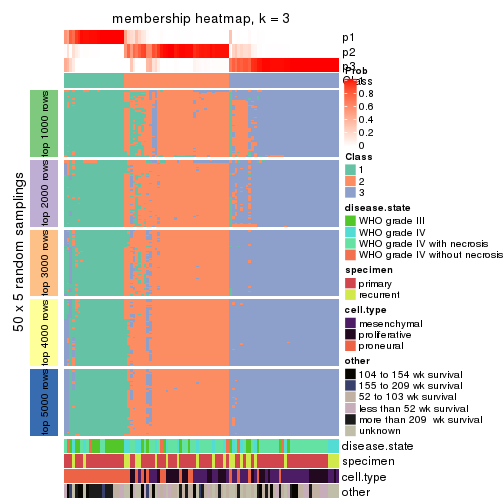 membership heatmap, k = 3
p1
p2
p3
Prob
Class
0.8
0.6
0.4
0.2
0
Class
1
2
3
disease.state
WHO grade III
WHO grade IV
WHO grade IV with necrosis
WHO grade IV without necrosis
specimen
primary
recurrent
cell.type
mesenchymal
proliferative
proneural
other
104 to 154 wk survival
155 to 209 wk survival
52 to 103 wk survival
less than 52 wk survival
more than 209 wk survival
unknown
50 x 5 random samplings
top 1000 rows
top 2000 rows
top 3000 rows
top 4000 rows
top 5000 rows
disease.state
specimen
cell.type
other